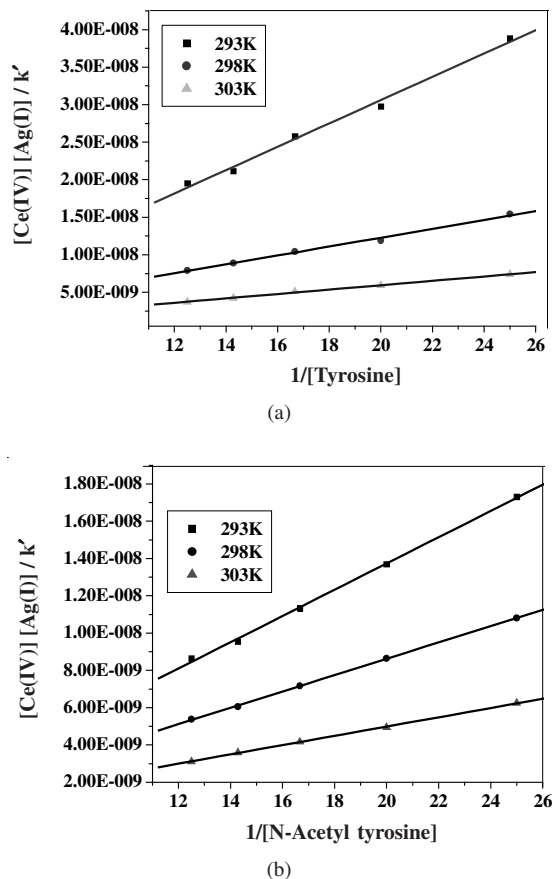 4.00E-008
3.50E-008
3.00E-008
2.50E-008
2.00E-008
1.50E-008
1.00E-008
5.00E-009
[Ce(IV)] [Ag(I)] / k′
293K
298K
303K
12 14 16 18 20 22 24 26
1/[Tyrosine]
(a)
1.80E-008
1.60E-008
1.40E-008
1.20E-008
1.00E-008
8.00E-009
6.00E-009
4.00E-009
2.00E-009
[Ce(IV)] [Ag(I)] / k′
293K
298K
303K
12 14 16 18 20 22 24 26
1/[N-Acetyl tyrosine]
(b)